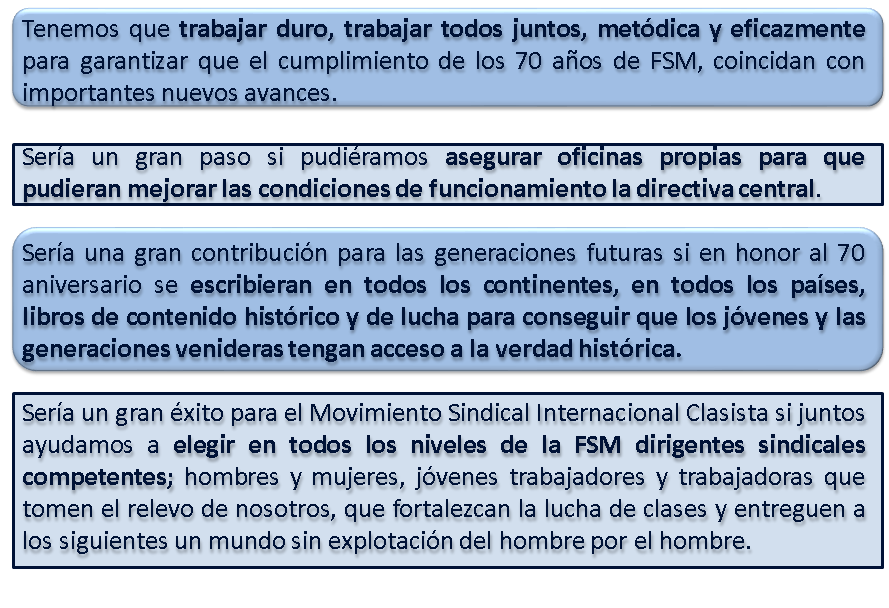 Tenemos que trabajar duro, trabajar todos juntos, metódica y eficazmente
para garantizar que el cumplimiento de los 70 años de FSM, coincidan con
importantes nuevos avances.
Sería un gran paso si pudiéramos asegurar oficinas propias para que
pudieran mejorar las condiciones de funcionamiento la directiva central.
Sería una gran contribución para las generaciones futuras si en honor al 70
aniversario se escribieran en todos los continentes, en todos los países,
libros de contenido histórico y de lucha para conseguir que los jóvenes y las
generaciones venideras tengan acceso a la verdad histórica.
Sería un gran éxito para el Movimiento Sindical Internacional Clasista si juntos
ayudamos a elegir en todos los niveles de la FSM dirigentes sindicales
competentes; hombres y mujeres, jóvenes trabajadores y trabajadoras que
tomen el relevo de nosotros, que fortalezcan la lucha de clases y entreguen a
los siguientes un mundo sin explotación del hombre por el hombre.